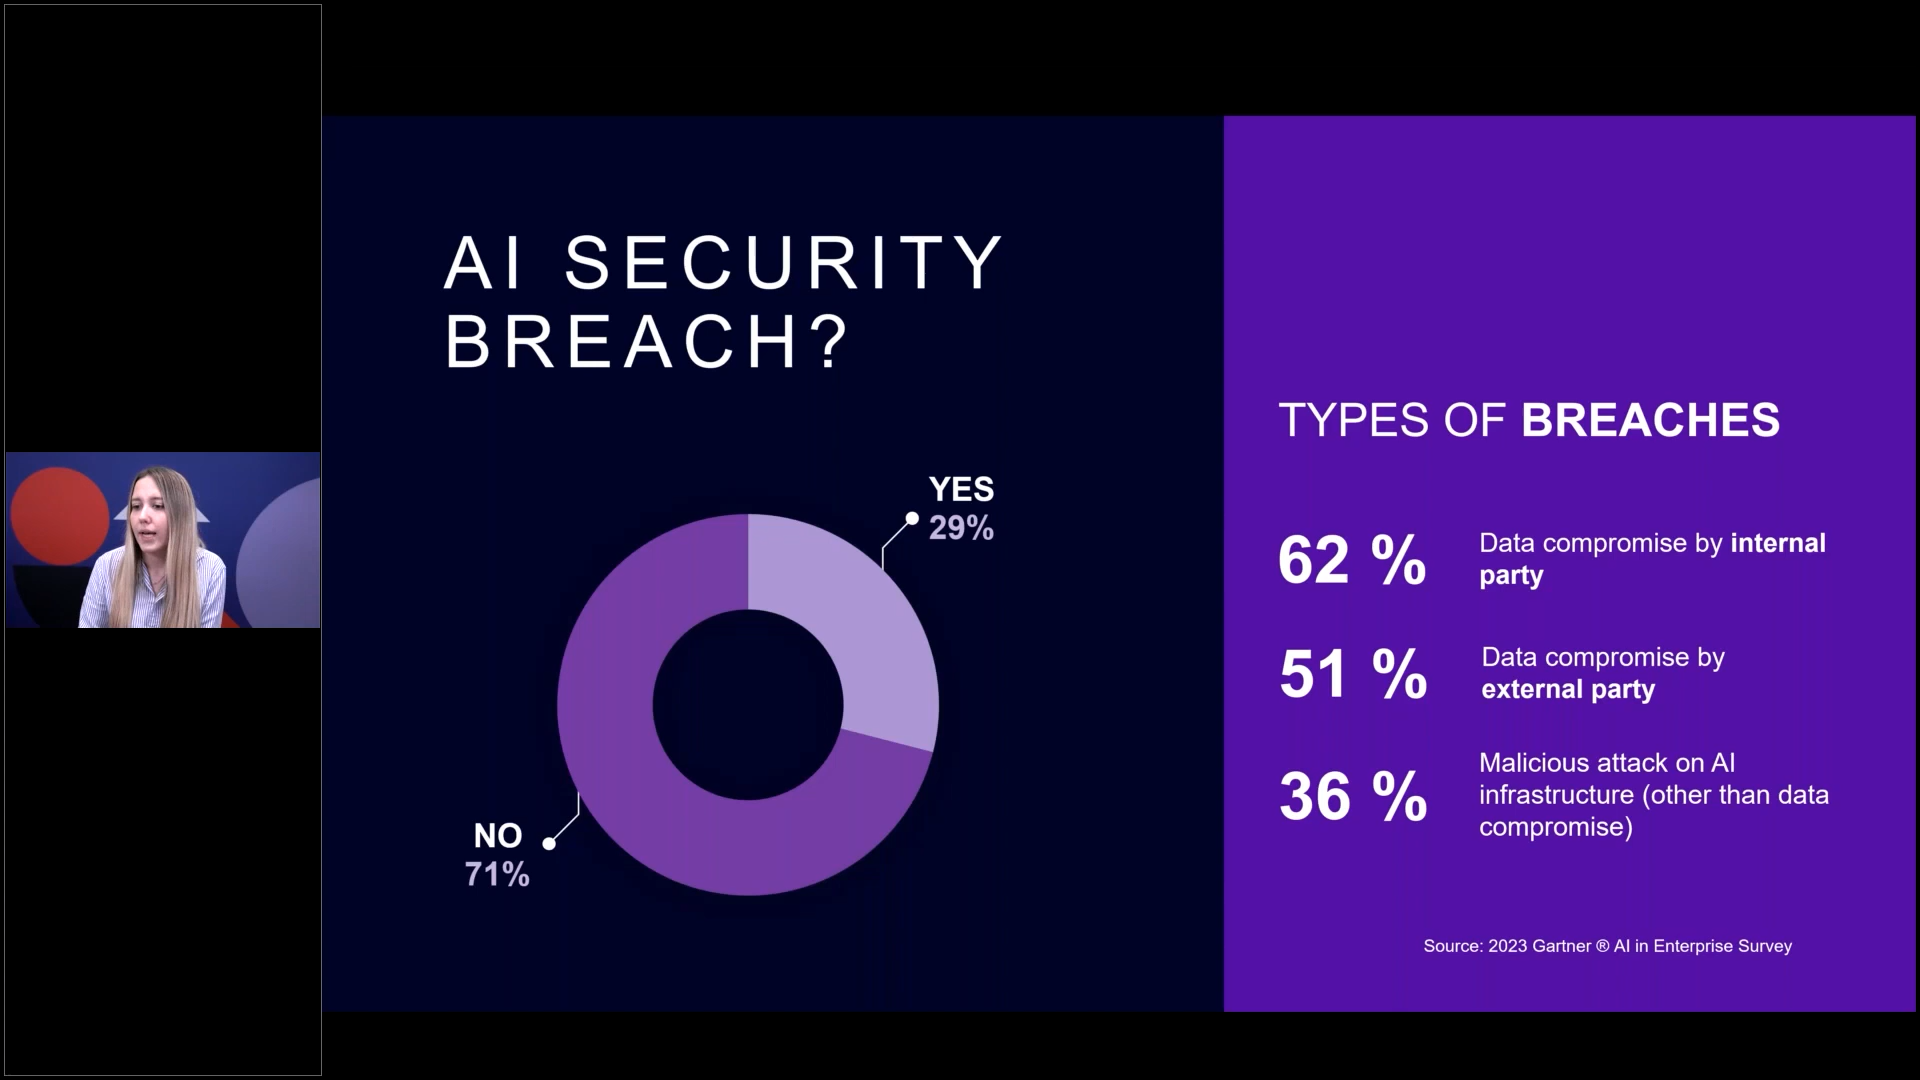 AI SECURITY
BREACH?
YES
29%
NO
71%
TYPES OF BREACHES
62 %
Data compromise by internal
party
51 %
Data compromise by
external party
36 %
Malicious attack on AI
infrastructure (other than data
compromise)
Source: 2023 Gartner ® AI in Enterprise Survey